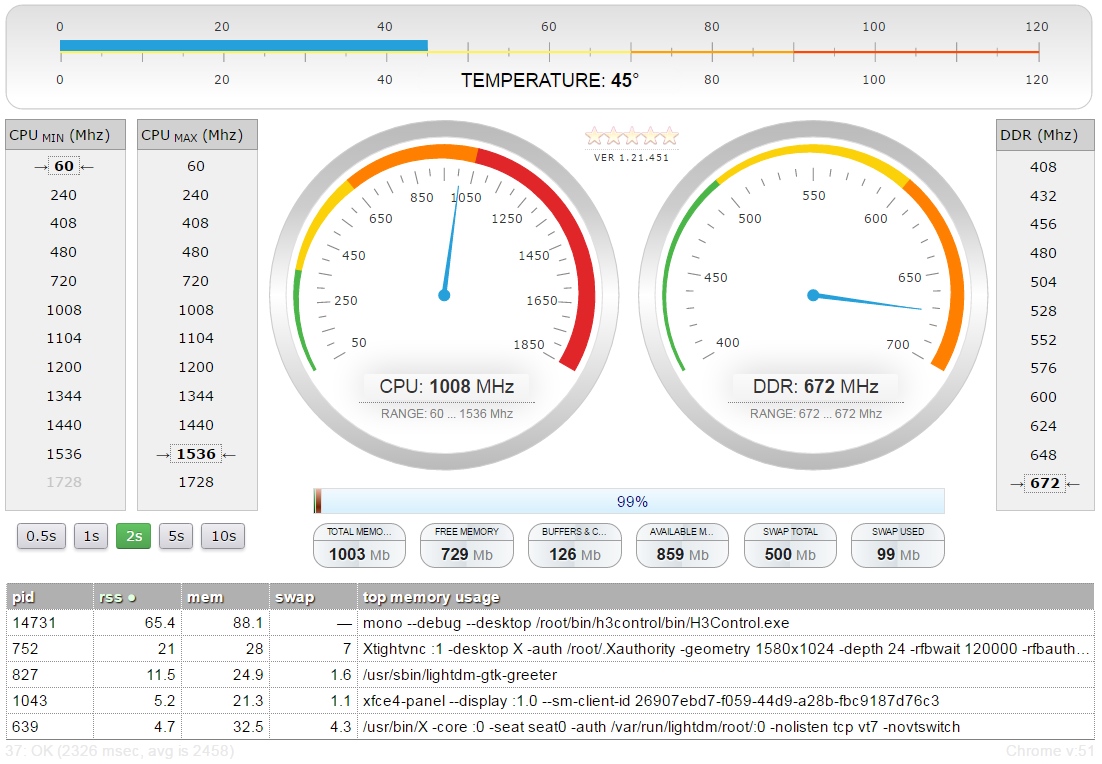 0 20 40 60 80 100 120
0 20 40 TEMPERATURE: 45° 80 100 120
CPU MIN (Mhz)
→60←
240
408
480
720
1008
1104
1200
1344
1440
1536
1728
CPU MAX (Mhz)
60
240
408
480
720
1008
1104
1200
1344
1440
→1536←
1728
0.5s 1s 2s 5s 10s
50 250 450 650 850 1050 1250 1450 1650 1850
CPU: 1008 MHz
RANGE: 60 ... 1536 MHz
VER 1.21.451
400 450 500 550 600 650 700
DDR: 672 MHz
RANGE: 672 ... 672 MHz
DDR (Mhz)
408
432
456
480
504
528
552
576
600
624
648
→672←
99%
TOTAL MEMO... FREE MEMORY BUFFERS & C... AVAILABLE M... SWAP TOTAL SWAP USED
1003 Mb 729 Mb 126 Mb 859 Mb 500 Mb 99 Mb
pid rss ● mem swap top memory usage
14731 65.4 88.1 — mono --debug --desktop /root/bin/h3control/bin/H3Control.exe
752 21 28 7 Xtightvnc :1 -desktop X -auth /root/.Xauthority -geometry 1580x1024 -depth 24 -rfbwait 120000 -rfbauth...
827 11.5 24.9 1.6 /usr/sbin/lightdm-gtk-greeter
1043 5.2 21.3 1.1 xfce4-panel --display :1.0 --sm-client-id 26907ebd7-f059-44d9-a28b-fbc9187d76c3
639 4.7 32.5 4.3 /usr/bin/X -core :0 -seat seat0 -auth /var/run/lightdm/root/:0 -nolisten tcp vt7 -novtswitch
37: OK (2326 msec, avg is 2458) Chrome v:51